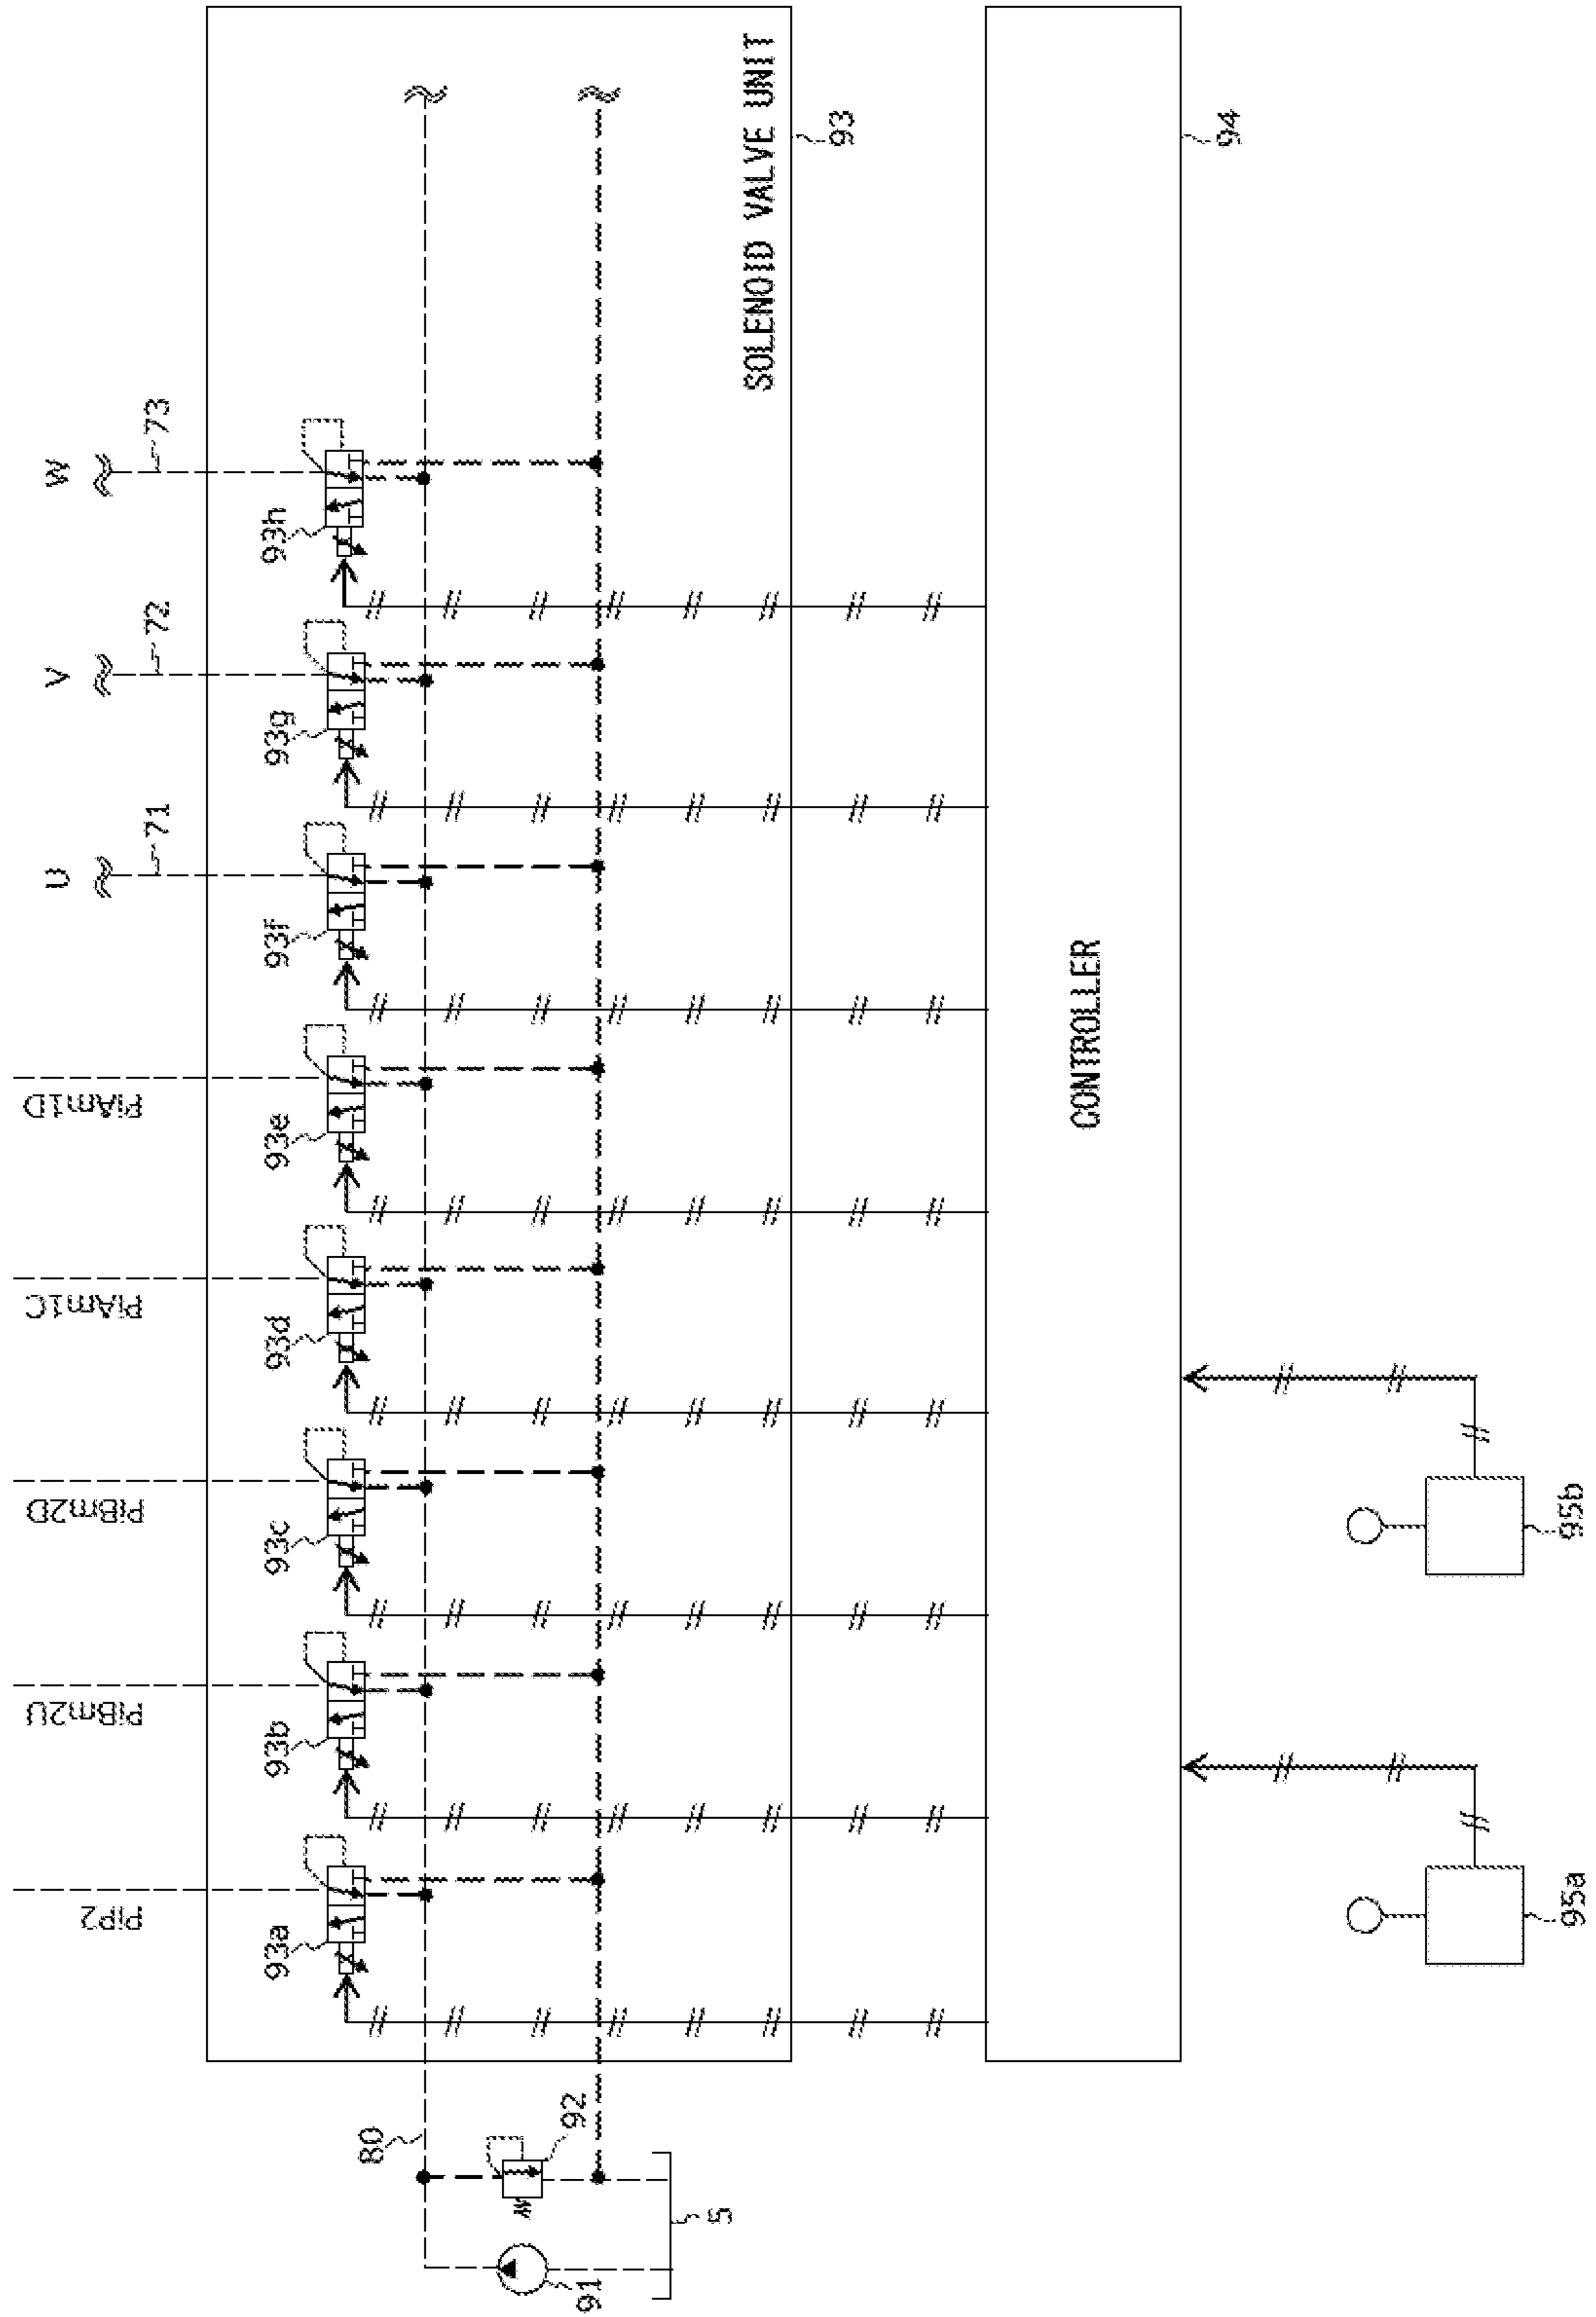 PiP2
PiBm2U
PiBm2D
PiAm1C
PiAm1D
U
71
V
72
W
73
93a
93b
93c
93d
93e
93f
93g
93h
SOLENOID VALVE UNIT
93
80
92
91
5
CONTROLLER
94
95a
95b